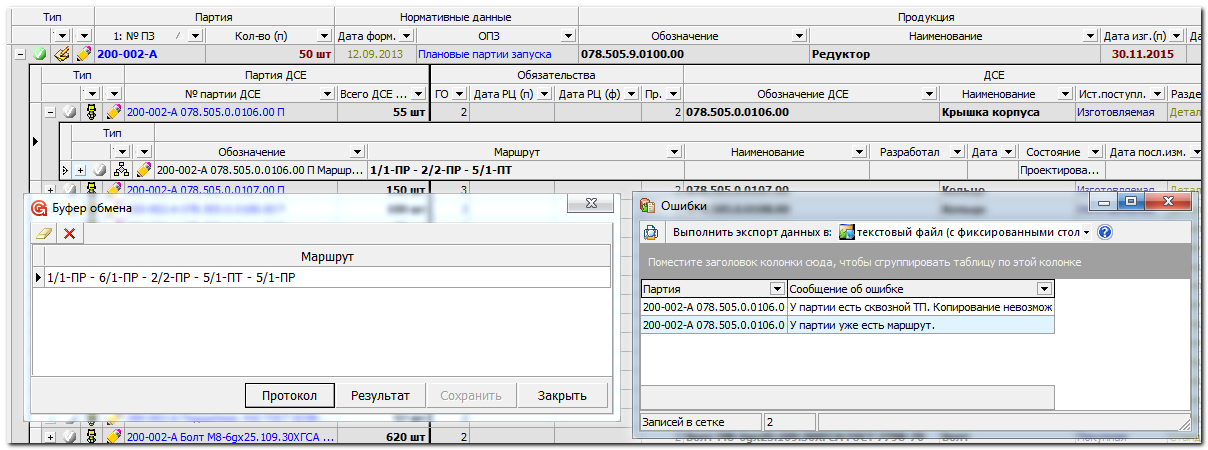 Тип Партия Нормативные данные Продукция
1: № ПЗ Кол-во (п) Дата форм. ОПЗ Обозначение Наименование Дата изг.(п) Да
200-002-А 50 шт 12.09.2013 Плановые партии запуска 078.505.9.0100.00 Редуктор 30.11.2015
Тип Партия ДСЕ Обязательства ДСЕ
№ партии ДСЕ Всего ДСЕ ... ГО Дата РЦ (п) Дата РЦ (ф) Пр. Обозначение ДСЕ Наименование Ист.поступл. Разде
200-002-А 078.505.0.0106.00 П 55 шт 2 2 078.505.0.0106.00 Крышка корпуса Изготовляемая Детал
Тип
Обозначение Маршрут Наименование Разработал Дата Состояние Дата посл.изм.
200-002-А 078.505.0.0106.00 П Маршр... 1/1-ПР - 2/2-ПР - 5/1-ПТ Проектирова...
200-002-А 078.505.0.0107.00 П 150 шт 3 2 078.505.0.0107.00 Кольцо Изготовляемая
Буфер обмена
Маршрут
1/1-ПР - 6/1-ПР - 2/2-ПР - 5/1-ПТ - 5/1-ПР
Протокол Результат Сохранить Закрыть
Ошибки
Выполнить экспорт данных в: текстовый файл (с фиксированными стол
Поместите заголовок колонки сюда, чтобы сгруппировать таблицу по этой колонке
Партия Сообщение об ошибке
200-002-А 078.505.0.0106.0 У партии есть сквозной ТП. Копирование невозмож
200-002-А 078.505.0.0106.0 У партии уже есть маршрут.
Записей в сетке 2
200-002-А Болт М8-6gх25.109.30ХГСА 620 шт 2